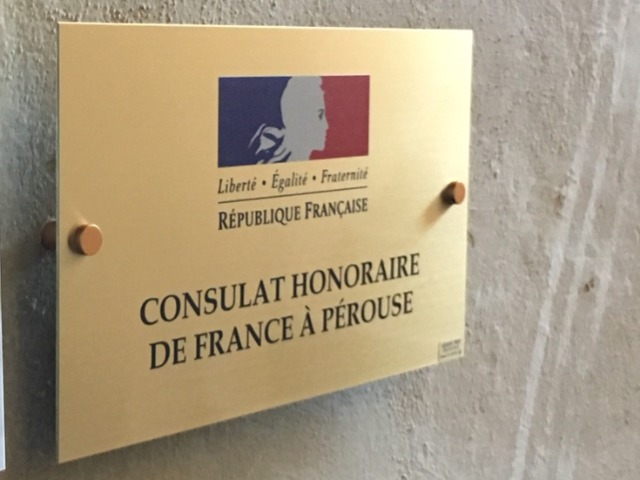 Liberté • Égalité • Fraternité
RÉPUBLIQUE FRANÇAISE
CONSULAT HONORAIRE
DE FRANCE À PÉROUSE